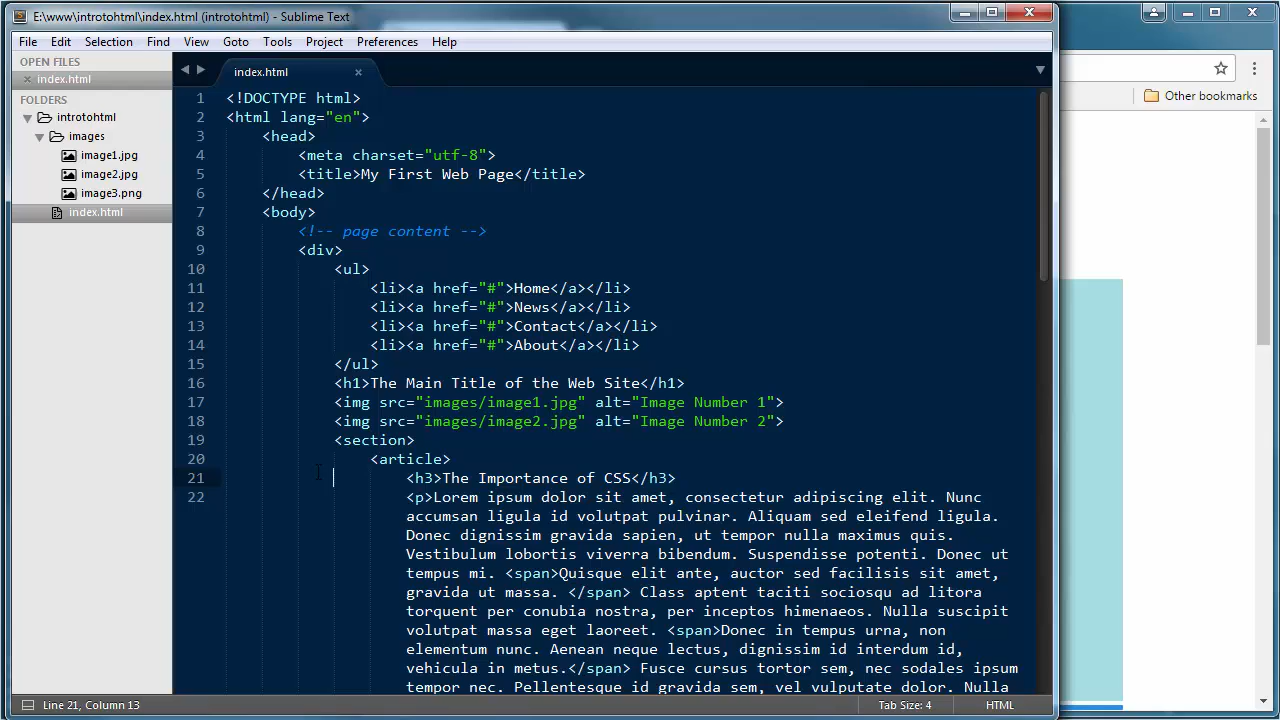 E:\www\introtohtml\index.html (introtohtml) - Sublime Text
File Edit Selection Find View Goto Tools Project Preferences Help
OPEN FILES
index.html
FOLDERS
introtohtml
images
image1.jpg
image2.jpg
image3.png
index.html
index.html
Other bookmarks
1 <!DOCTYPE html>
2 <html lang="en">
3 <head>
4 <meta charset="utf-8">
5 <title>My First Web Page</title>
6 </head>
7 <body>
8 <!-- page content -->
9 <div>
10 <ul>
11 <li><a href="#">Home</a></li>
12 <li><a href="#">News</a></li>
13 <li><a href="#">Contact</a></li>
14 <li><a href="#">About</a></li>
15 </ul>
16 <h1>The Main Title of the Web Site</h1>
17 <img src="images/image1.jpg" alt="Image Number 1">
18 <img src="images/image2.jpg" alt="Image Number 2">
19 <section>
20 <article>
21 <h3>The Importance of CSS</h3>
22 <p>Lorem ipsum dolor sit amet, consectetur adipiscing elit. Nunc
accumsan ligula id volutpat pulvinar. Aliquam sed eleifend ligula.
Donec dignissim gravida sapien, ut tempor nulla maximus quis.
Vestibulum lobortis viverra bibendum. Suspendisse potenti. Donec ut
tempus mi. <span>Quisque elit ante, auctor sed facilisis sit amet,
gravida ut massa. </span> Class aptent taciti sociosqu ad litora
torquent per conubia nostra, per inceptos himenaeos. Nulla suscipit
volutpat massa eget laoreet. <span>Donec in tempus urna, non
elementum nunc. Aenean neque lectus, dignissim id interdum id,
vehicula in metus.</span> Fusce cursus tortor sem, nec sodales ipsum
tempor nec. Pellentesque id gravida sem, vel vulputate dolor. Nulla
Line 21, Column 13
Tab Size: 4
HTML